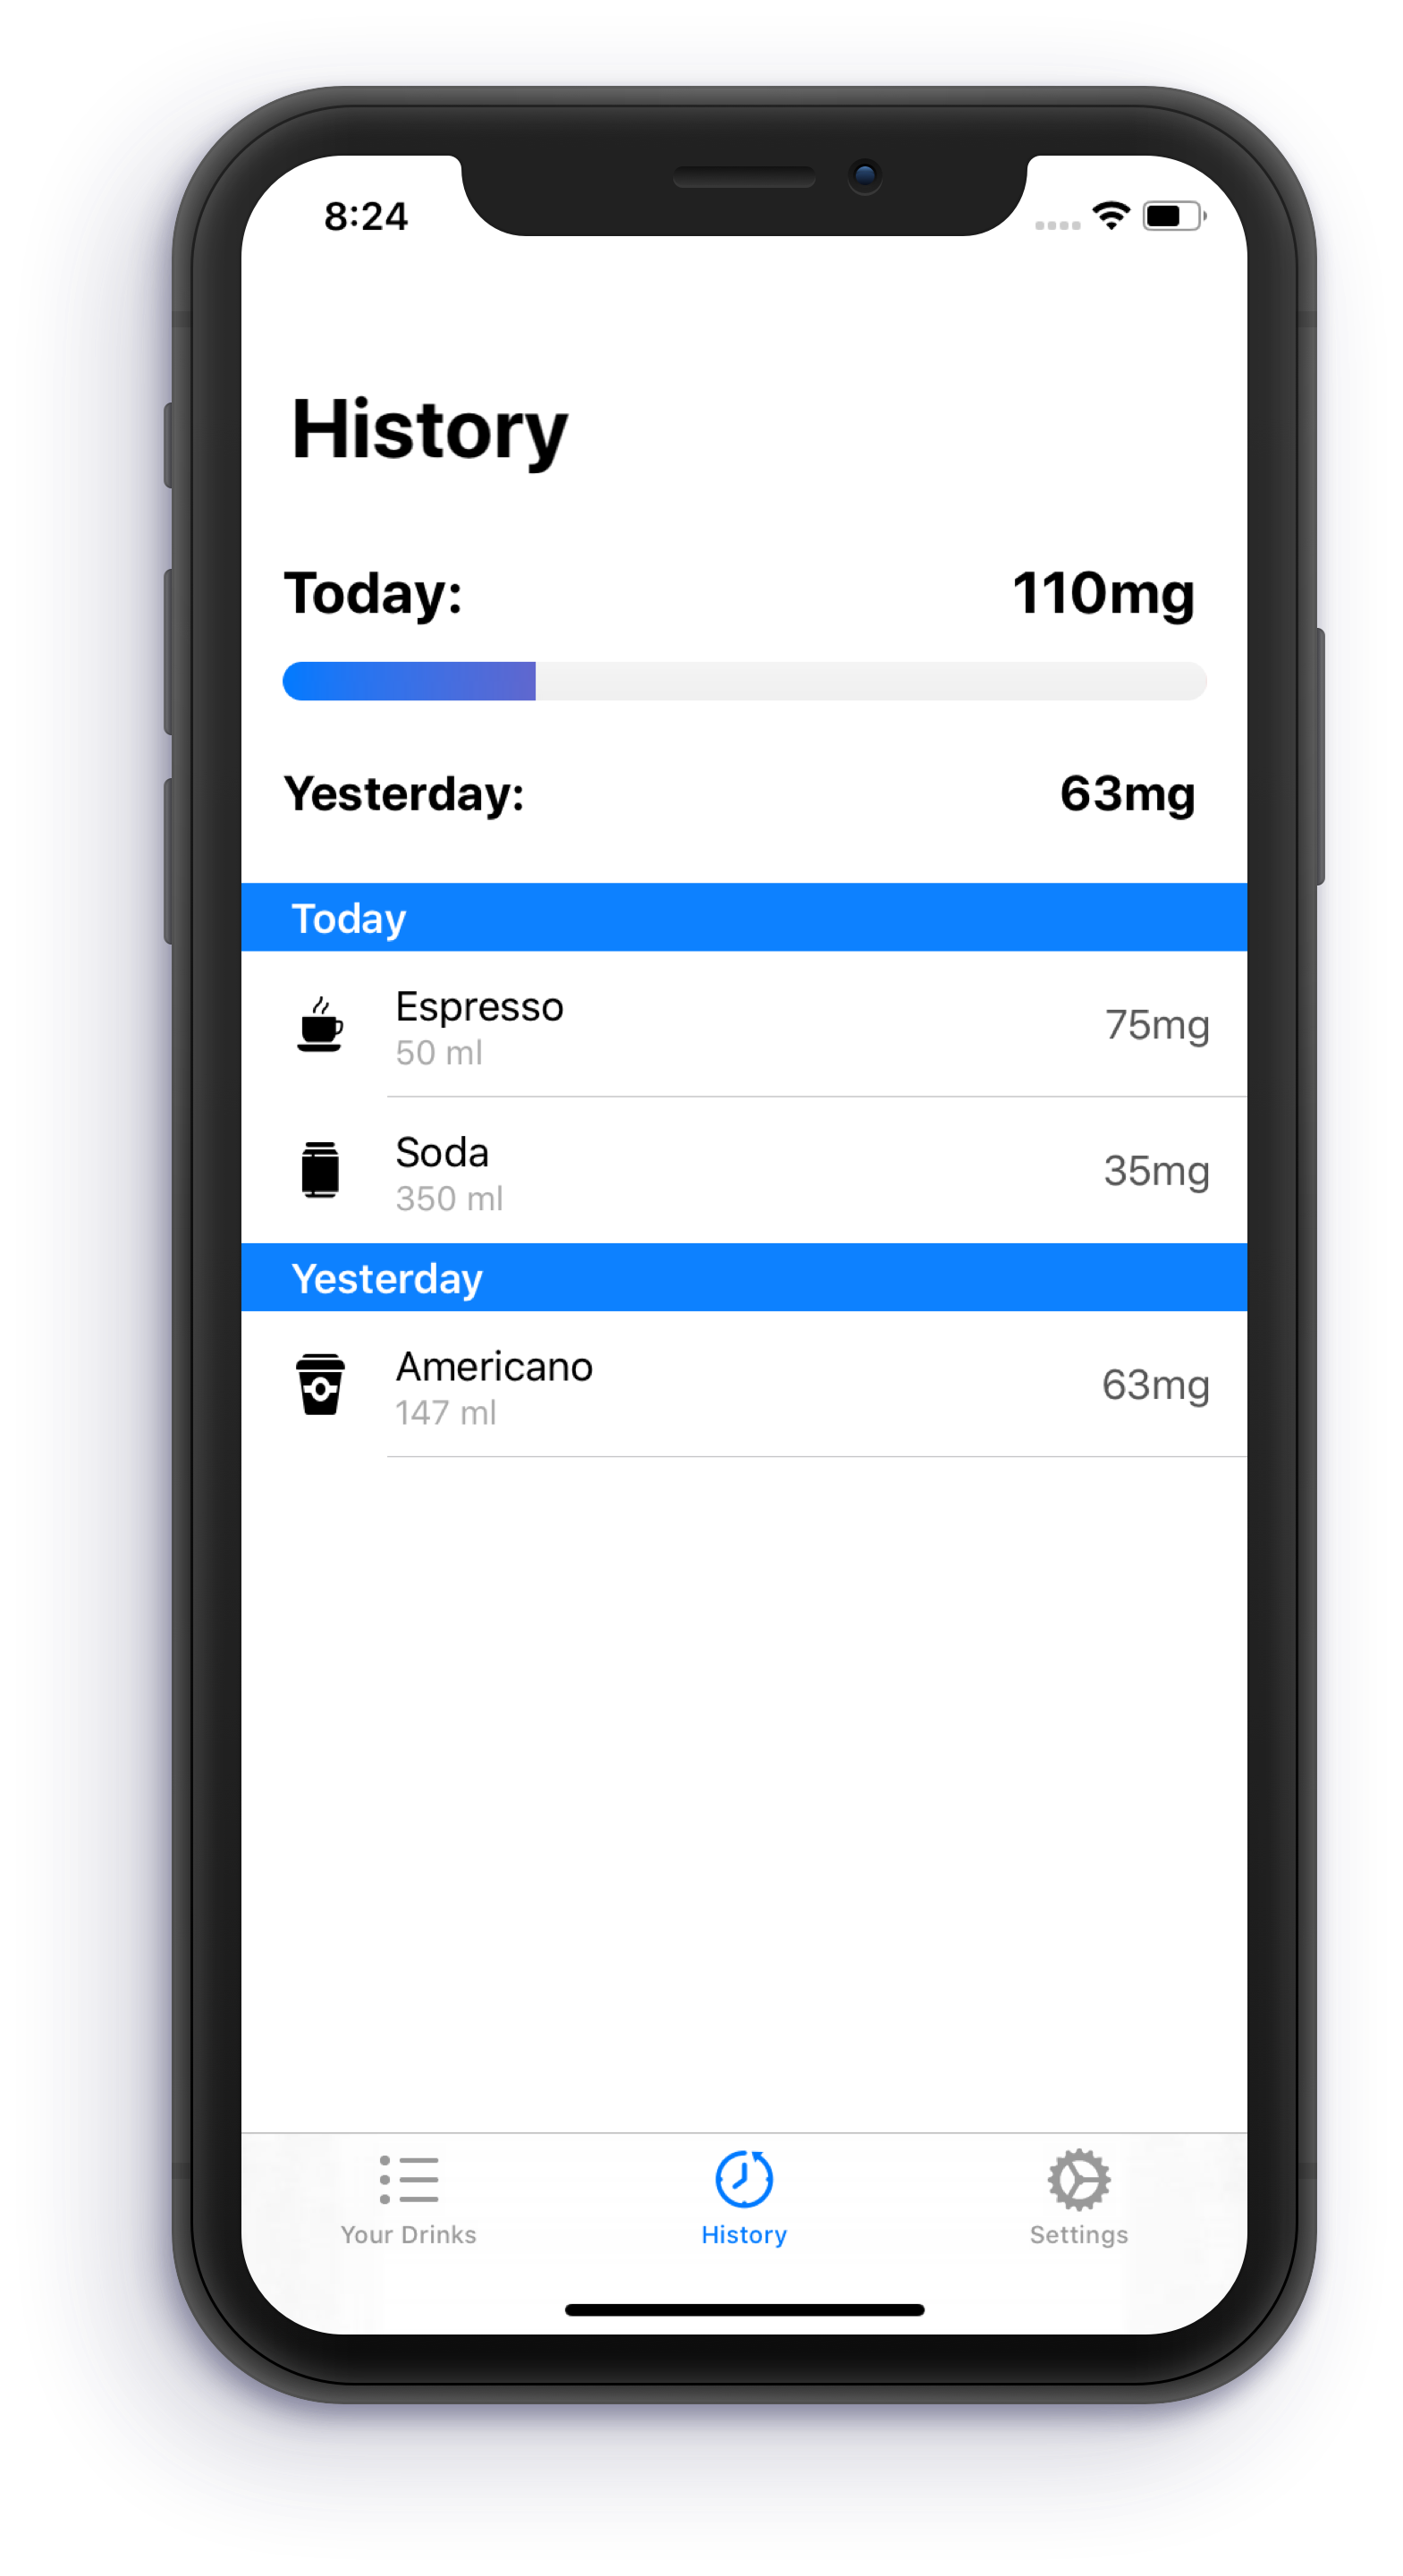 8:24
History
Today: 110mg
Yesterday: 63mg
Today
Espresso
50 ml
75mg
Soda
350 ml
35mg
Yesterday
Americano
147 ml
63mg
Your Drinks History Settings